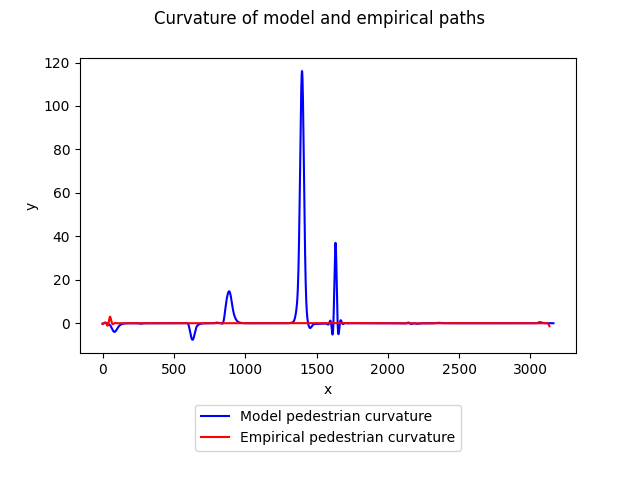 Curvature of model and empirical paths
120
100
80
60
40
20
0
y
0 500 1000 1500 2000 2500 3000
x
Model pedestrian curvature
Empirical pedestrian curvature